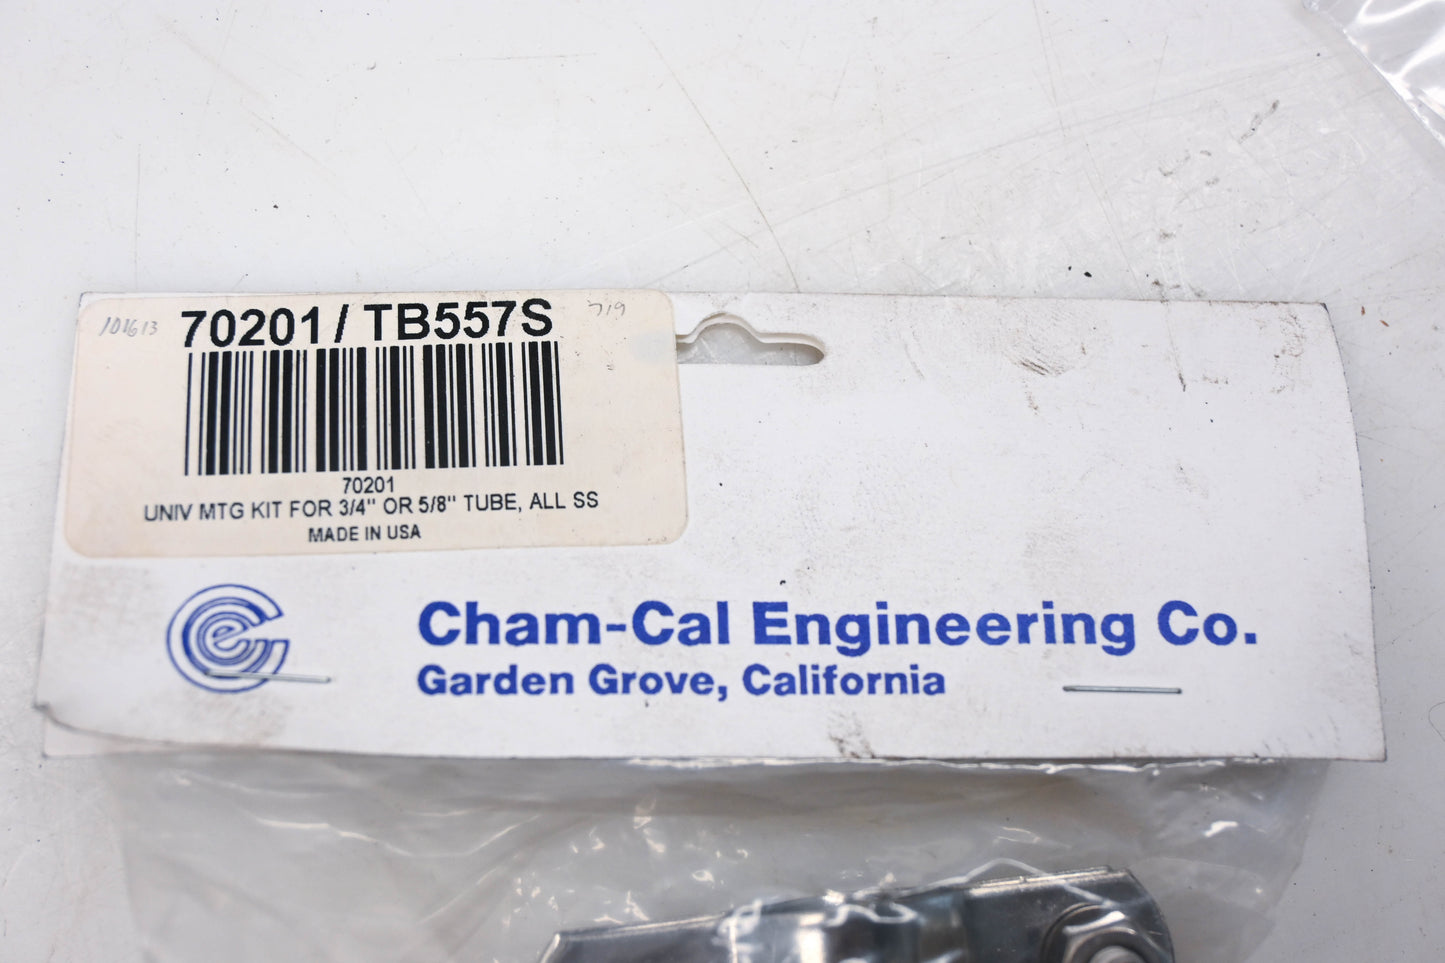 101613 70201 / TB557S 719
70201
UNIV MTG KIT FOR 3/4" OR 5/8" TUBE, ALL SS
MADE IN USA
Cham-Cal Engineering Co.
Garden Grove, California